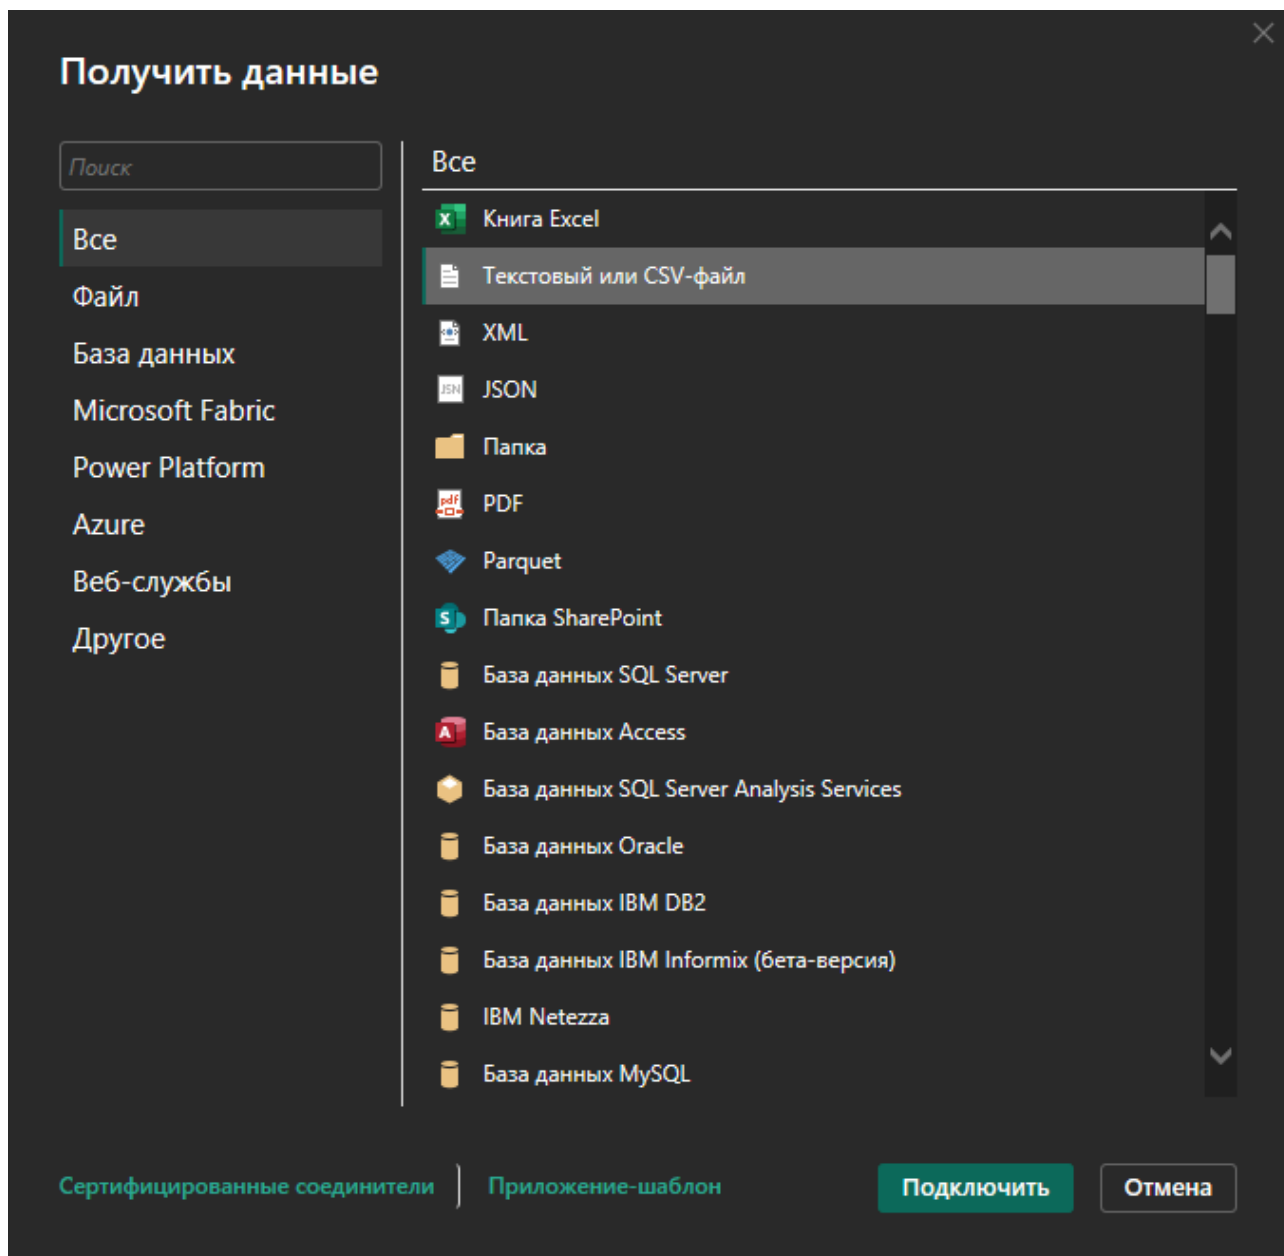 Получить данные
Поиск
Все
Файл
База данных
Microsoft Fabric
Power Platform
Azure
Веб-службы
Другое
Все
Книга Excel
Текстовый или CSV-файл
XML
JSN JSON
Папка
pdf PDF
Parquet
S Папка SharePoint
База данных SQL Server
A База данных Access
База данных SQL Server Analysis Services
База данных Oracle
База данных IBM DB2
База данных IBM Informix (бета-версия)
IBM Netezza
База данных MySQL
Сертифицированные соединители
Приложение-шаблон
Подключить
Отмена